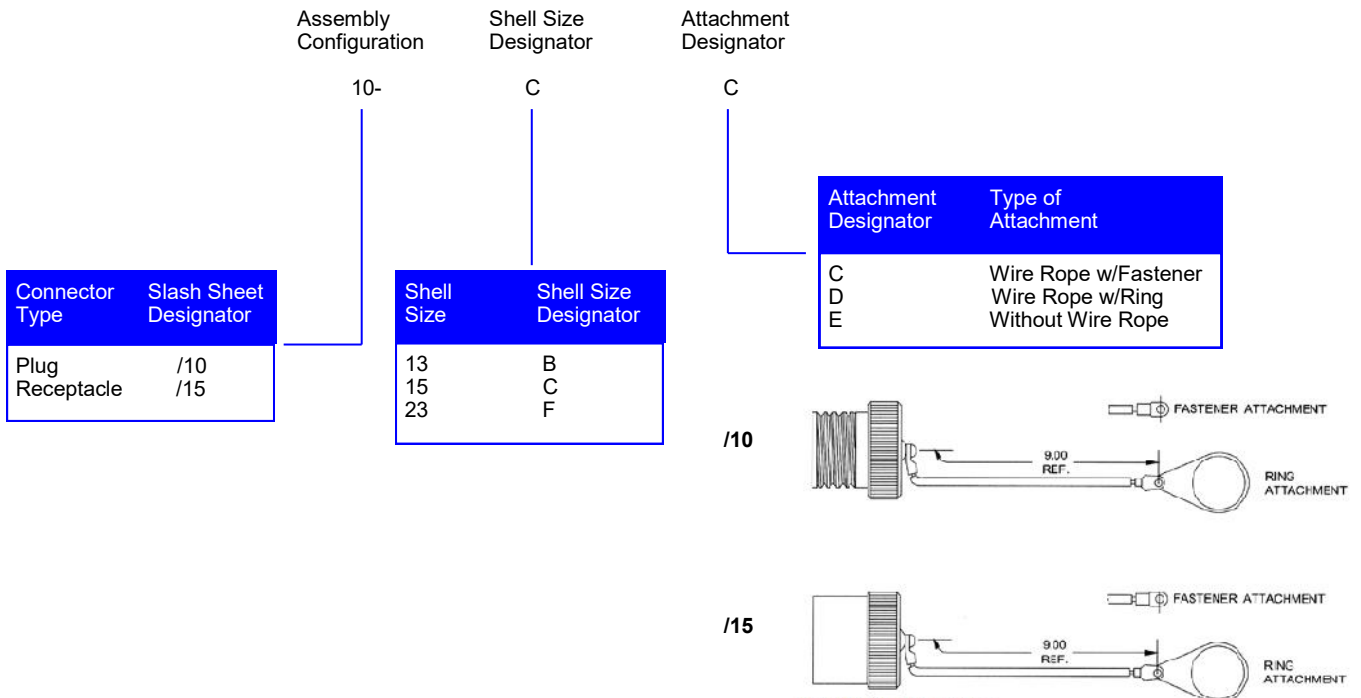 Assembly
Configuration
Shell Size
Designator
Attachment
Designator
10-
C
C
Attachment
Designator
Type of
Attachment
C Wire Rope w/Fastener
D Wire Rope w/Ring
E Without Wire Rope
Connector
Type
Slash Sheet
Designator
Plug /10
Receptacle /15
Shell
Size
Shell Size
Designator
13 B
15 C
23 F
/10
FASTENER ATTACHMENT
9.00
REF.
RING
ATTACHMENT
/15
FASTENER ATTACHMENT
9.00
REF.
RING
ATTACHMENT